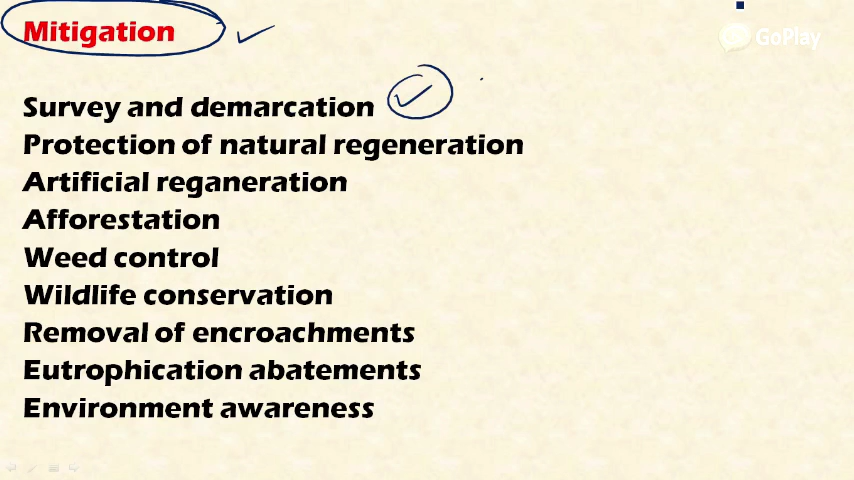 Mitigation
GoPlay
Survey and demarcation
Protection of natural regeneration
Artificial reganeration
Afforestation
Weed control
Wildlife conservation
Removal of encroachments
Eutrophication abatements
Environment awareness